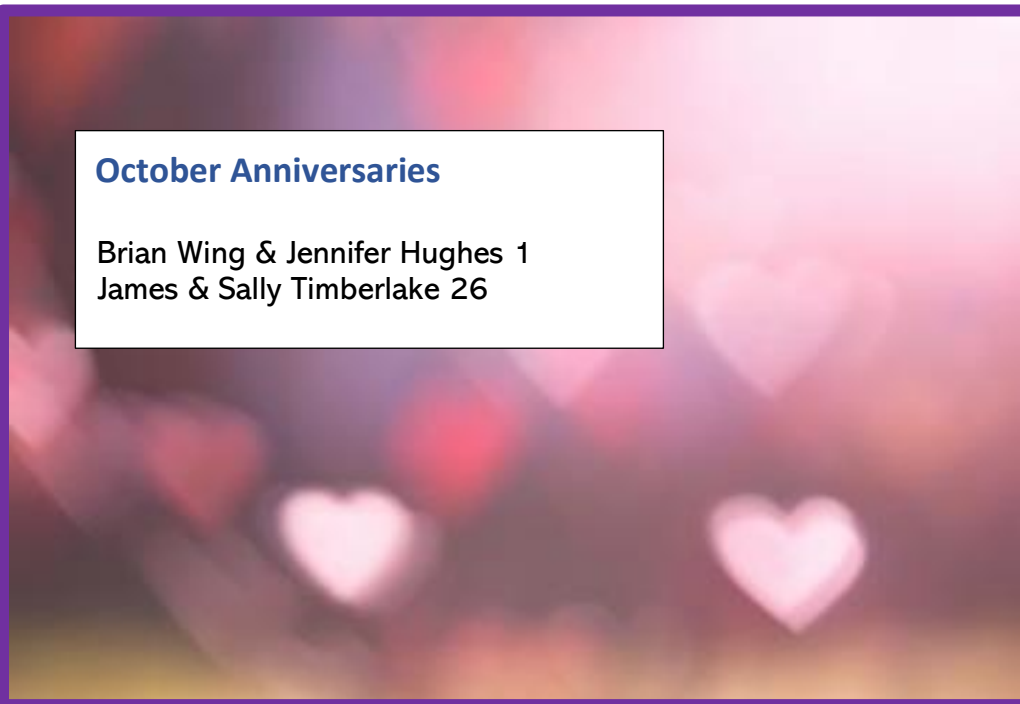 October Anniversaries
Brian Wing & Jennifer Hughes 1
James & Sally Timberlake 26